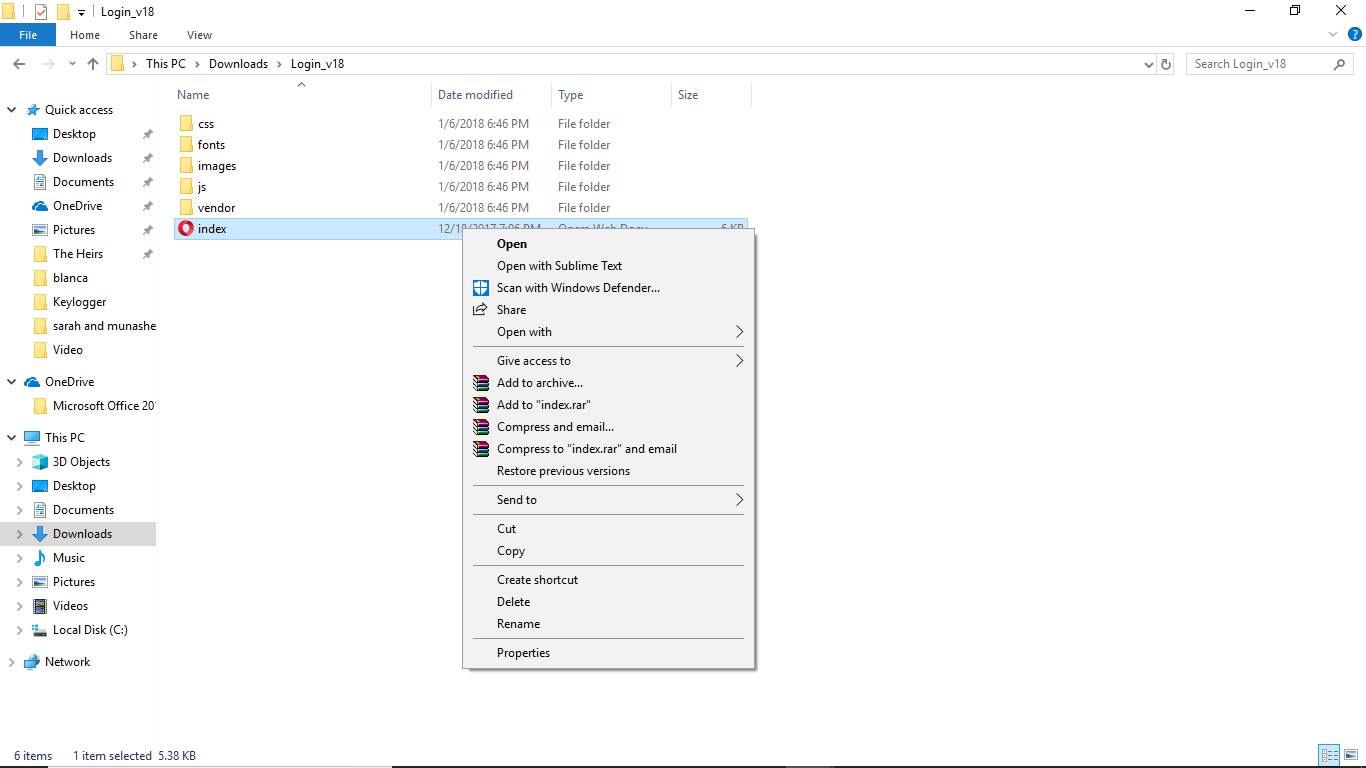 Login_v18
File Home Share View
This PC Downloads Login_v18
Search Login_v18
Name Date modified Type Size
Quick access
Desktop
Downloads
Documents
OneDrive
Pictures
The Heirs
blanca
Keylogger
sarah and munashe
Video
OneDrive
Microsoft Office 20
This PC
3D Objects
Desktop
Documents
Downloads
Music
Pictures
Videos
Local Disk (C:)
Network
css 1/6/2018 6:46 PM File folder
fonts 1/6/2018 6:46 PM File folder
images 1/6/2018 6:46 PM File folder
js 1/6/2018 6:46 PM File folder
vendor 1/6/2018 6:46 PM File folder
index 12/18/2017 7:06 PM Opera Web Docu... 6 KB
Open
Open with Sublime Text
Scan with Windows Defender...
Share
Open with
Give access to
Add to archive...
Add to "index.rar"
Compress and email...
Compress to "index.rar" and email
Restore previous versions
Send to
Cut
Copy
Create shortcut
Delete
Rename
Properties
6 items 1 item selected 5.38 KB